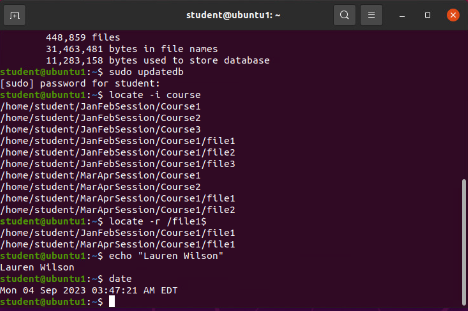 student@ubuntu1: ~
448,859 files
31,463,481 bytes in file names
11,283,158 bytes used to store database
student@ubuntu1:~$ sudo updatedb
[sudo] password for student:
student@ubuntu1:~$ locate -i course
/home/student/JanFebSession/Course1
/home/student/JanFebSession/Course2
/home/student/JanFebSession/Course3
/home/student/JanFebSession/Course1/file1
/home/student/JanFebSession/Course1/file2
/home/student/JanFebSession/Course1/file3
/home/student/MarAprSession/Course1
/home/student/MarAprSession/Course2
/home/student/MarAprSession/Course1/file1
/home/student/MarAprSession/Course1/file2
student@ubuntu1:~$ locate -r /file1$
/home/student/JanFebSession/Course1/file1
/home/student/MarAprSession/Course1/file1
student@ubuntu1:~$ echo "Lauren Wilson"
Lauren Wilson
student@ubuntu1:~$ date
Mon 04 Sep 2023 03:47:21 AM EDT
student@ubuntu1:~$